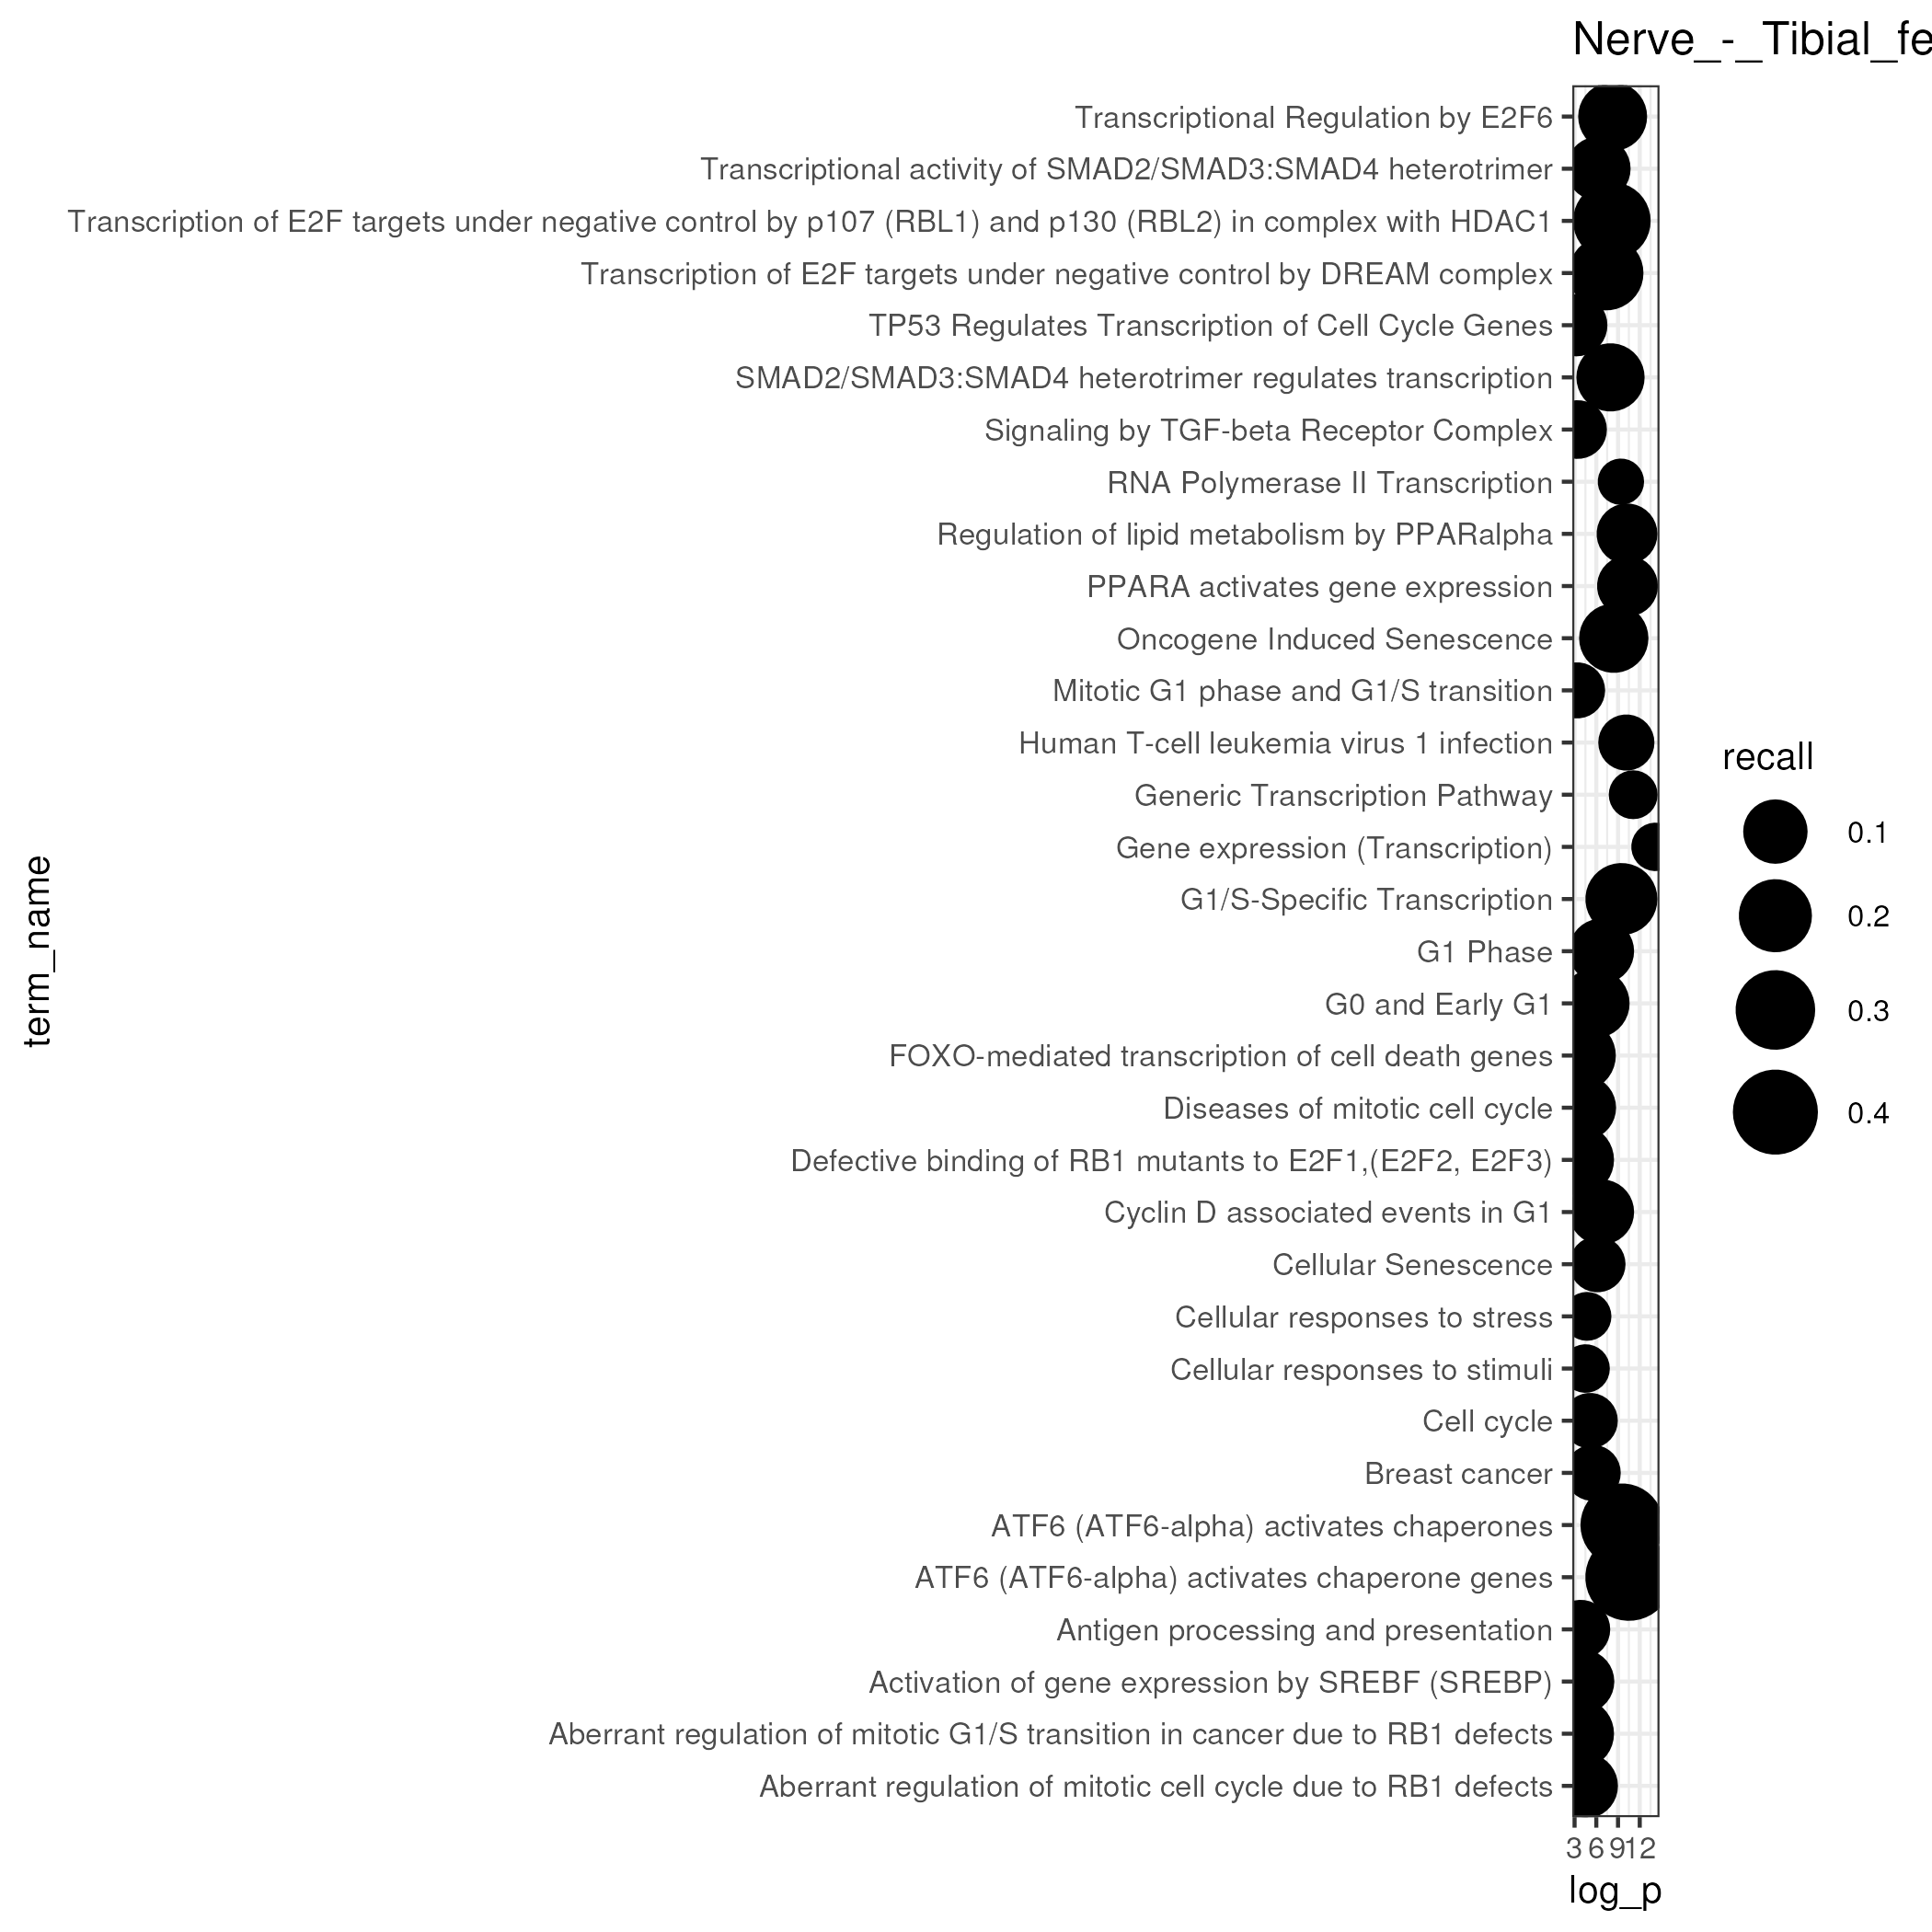 Nerve_-_Tibial_fe
Transcriptional Regulation by E2F6
Transcriptional activity of SMAD2/SMAD3:SMAD4 heterotrimer
Transcription of E2F targets under negative control by p107 (RBL1) and p130 (RBL2) in complex with HDAC1
Transcription of E2F targets under negative control by DREAM complex
TP53 Regulates Transcription of Cell Cycle Genes
SMAD2/SMAD3:SMAD4 heterotrimer regulates transcription
Signaling by TGF-beta Receptor Complex
RNA Polymerase II Transcription
Regulation of lipid metabolism by PPARalpha
PPARA activates gene expression
Oncogene Induced Senescence
Mitotic G1 phase and G1/S transition
Human T-cell leukemia virus 1 infection
Generic Transcription Pathway
Gene expression (Transcription)
G1/S-Specific Transcription
G1 Phase
G0 and Early G1
FOXO-mediated transcription of cell death genes
Diseases of mitotic cell cycle
Defective binding of RB1 mutants to E2F1,(E2F2, E2F3)
Cyclin D associated events in G1
Cellular Senescence
Cellular responses to stress
Cellular responses to stimuli
Cell cycle
Breast cancer
ATF6 (ATF6-alpha) activates chaperones
ATF6 (ATF6-alpha) activates chaperone genes
Antigen processing and presentation
Activation of gene expression by SREBF (SREBP)
Aberrant regulation of mitotic G1/S transition in cancer due to RB1 defects
Aberrant regulation of mitotic cell cycle due to RB1 defects
term_name
3 6 9 12
log_p
recall
0.1
0.2
0.3
0.4